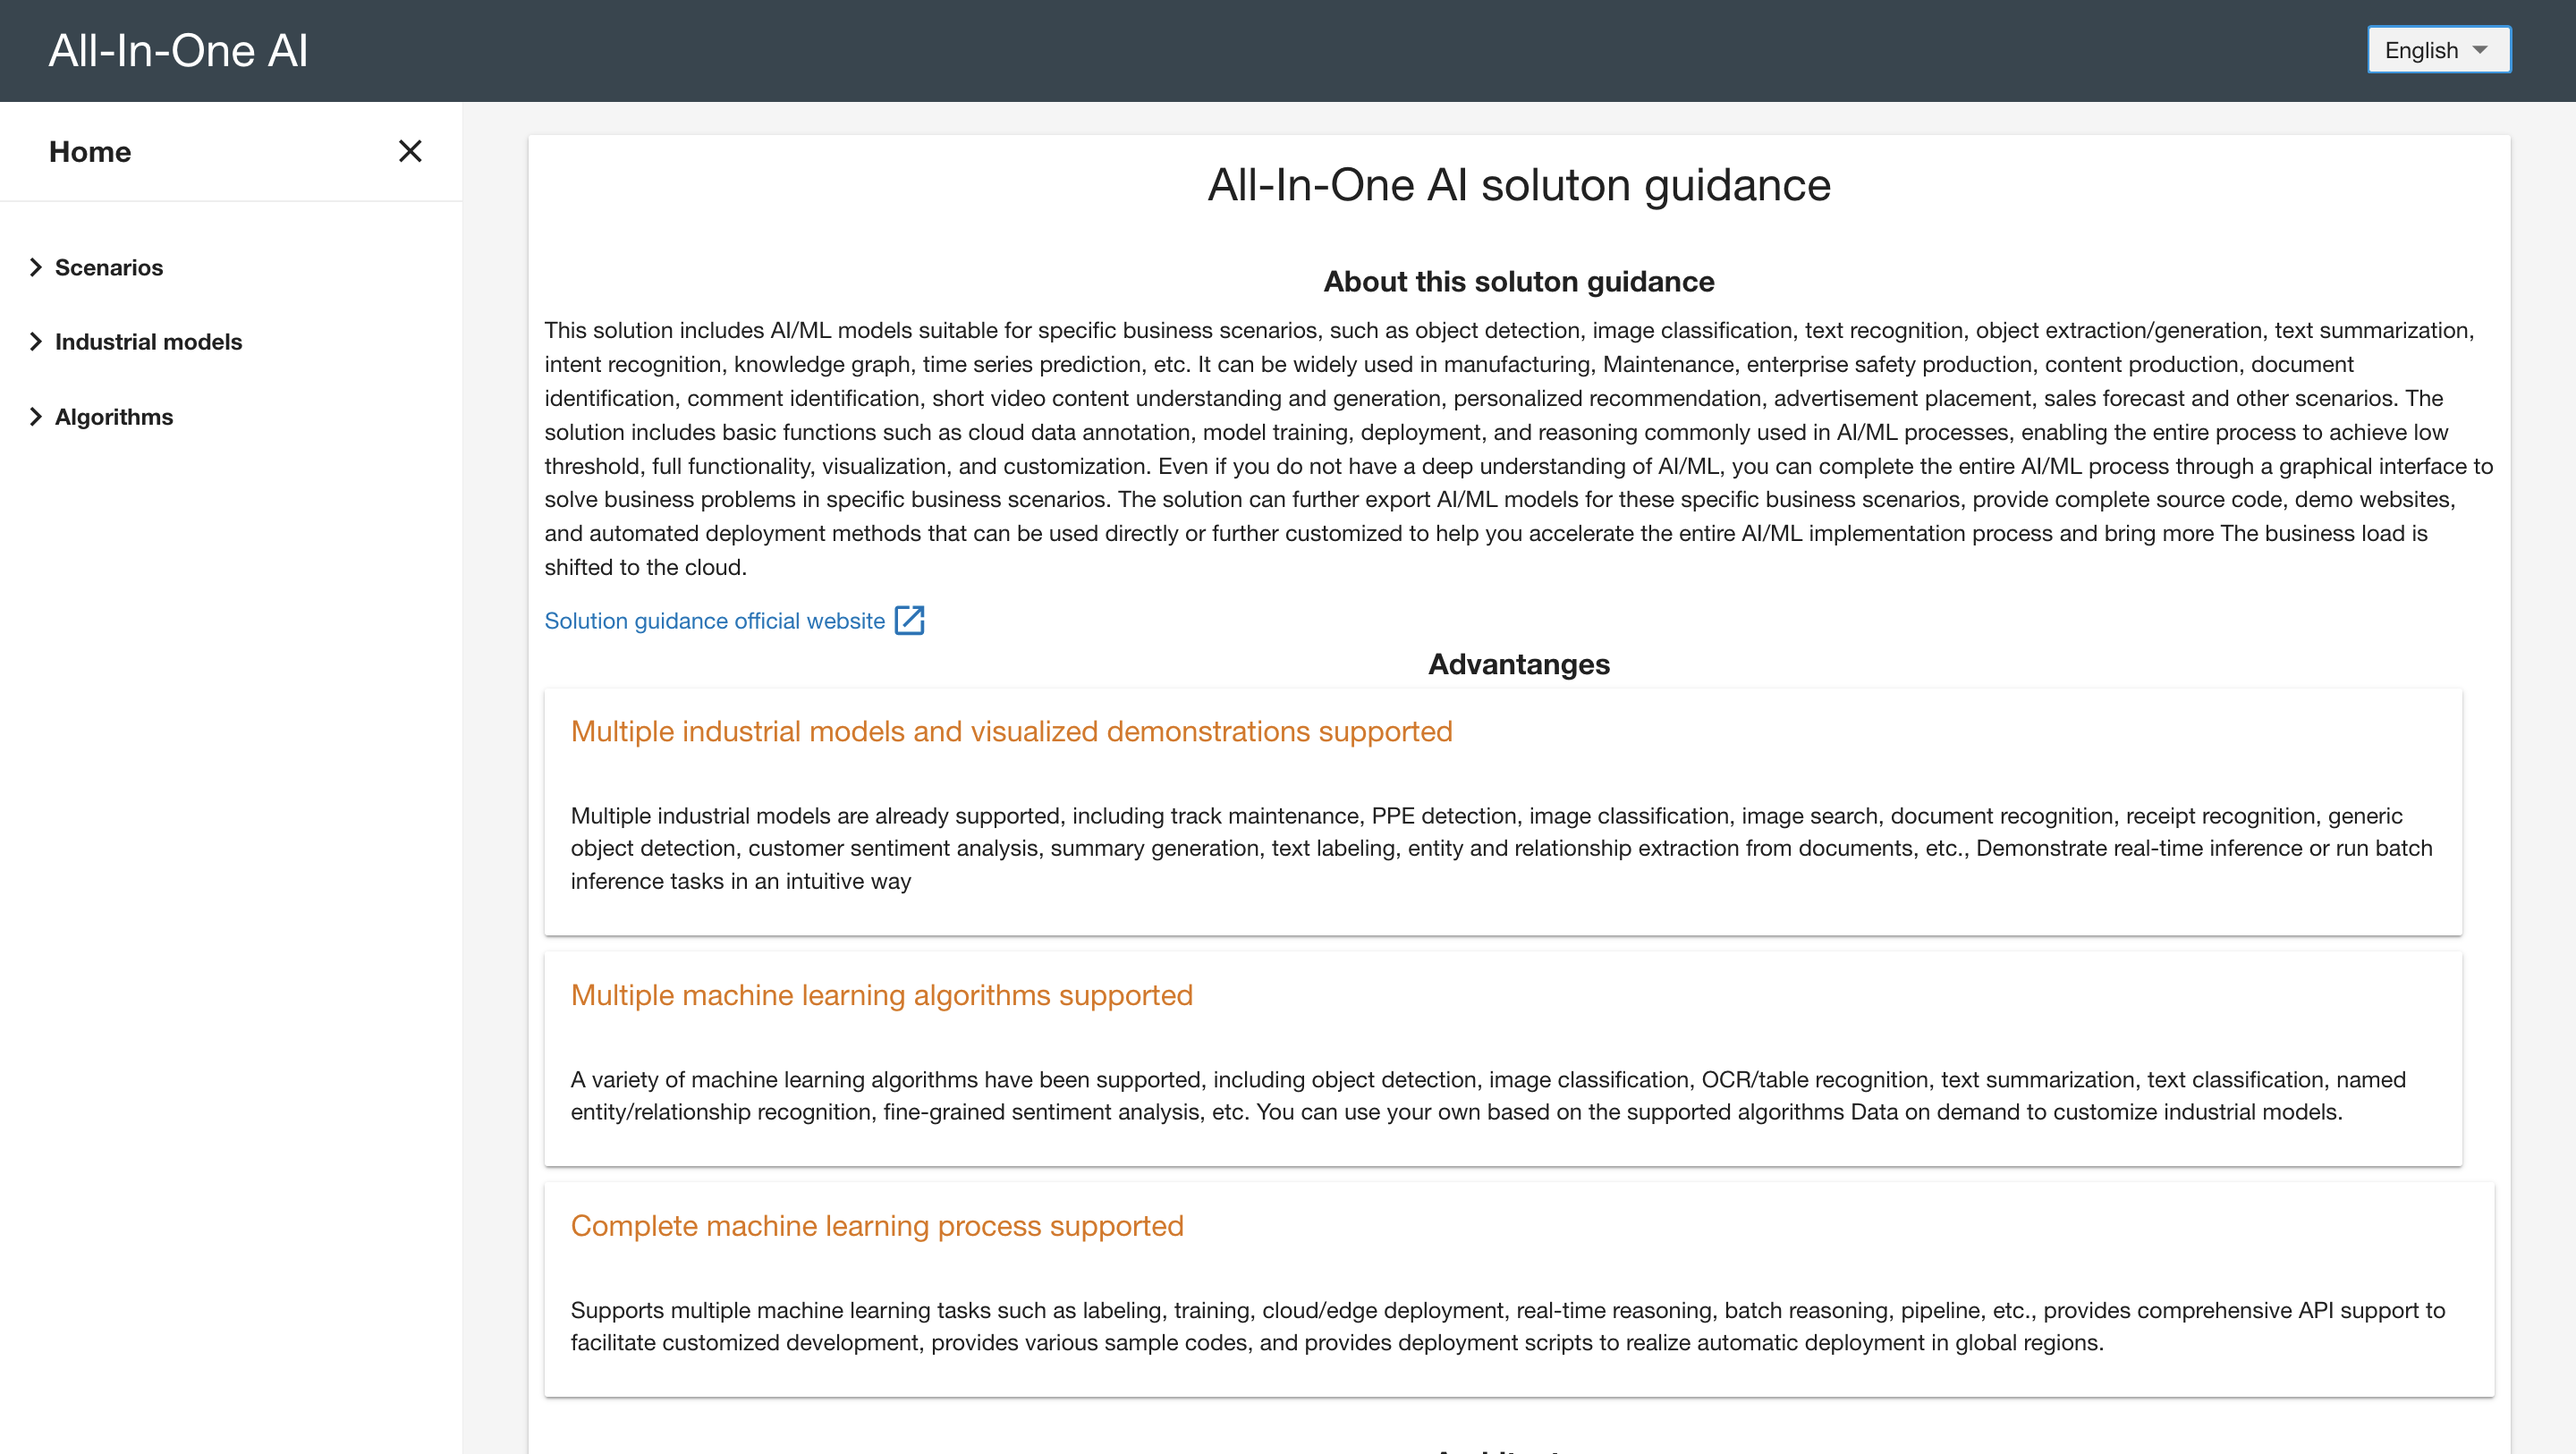 All-In-One AI
English
Home
Scenarios
Industrial models
Algorithms
All-In-One AI soluton guidance
About this soluton guidance
This solution includes AI/ML models suitable for specific business scenarios, such as object detection, image classification, text recognition, object extraction/generation, text summarization,
intent recognition, knowledge graph, time series prediction, etc. It can be widely used in manufacturing, Maintenance, enterprise safety production, content production, document
identification, comment identification, short video content understanding and generation, personalized recommendation, advertisement placement, sales forecast and other scenarios. The
solution includes basic functions such as cloud data annotation, model training, deployment, and reasoning commonly used in AI/ML processes, enabling the entire process to achieve low
threshold, full functionality, visualization, and customization. Even if you do not have a deep understanding of AI/ML, you can complete the entire AI/ML process through a graphical interface to
solve business problems in specific business scenarios. The solution can further export AI/ML models for these specific business scenarios, provide complete source code, demo websites,
and automated deployment methods that can be used directly or further customized to help you accelerate the entire AI/ML implementation process and bring more The business load is
shifted to the cloud.
Solution guidance official website
Advantanges
Multiple industrial models and visualized demonstrations supported
Multiple industrial models are already supported, including track maintenance, PPE detection, image classification, image search, document recognition, receipt recognition, generic
object detection, customer sentiment analysis, summary generation, text labeling, entity and relationship extraction from documents, etc., Demonstrate real-time inference or run batch
inference tasks in an intuitive way
Multiple machine learning algorithms supported
A variety of machine learning algorithms have been supported, including object detection, image classification, OCR/table recognition, text summarization, text classification, named
entity/relationship recognition, fine-grained sentiment analysis, etc. You can use your own based on the supported algorithms Data on demand to customize industrial models.
Complete machine learning process supported
Supports multiple machine learning tasks such as labeling, training, cloud/edge deployment, real-time reasoning, batch reasoning, pipeline, etc., provides comprehensive API support to
facilitate customized development, provides various sample codes, and provides deployment scripts to realize automatic deployment in global regions.